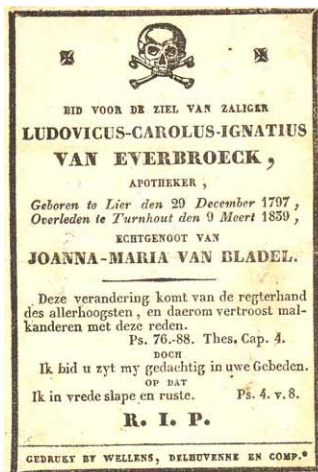 BID VOOR DE ZIEL VAN ZALIGER
LUDOVICUS-CAROLUS-IGNATIUS
VAN EVERBROECK,
APOTHEKER,
Geboren te Lier den 29 December 1797,
Overleden te Turnhout den 9 Meert 1839,
ECHTGENOOT VAN
JOANNA-MARIA VAN BLADEL.
Deze verandering komt van de regterhand
des allerhoogsten, en daerom vertroost mal-
kanderen met deze reden.
Ps. 76.-88. Thes. Cap. 4.
DOCH
Ik bid u zyt my gedachtig in uwe Gebeden.
OP DAT
Ik in vrede slape en ruste. Ps. 4. v. 8.
R. I. P.
GEDRUKT BY WELLENS, DELHUVENNE EN COMP.e